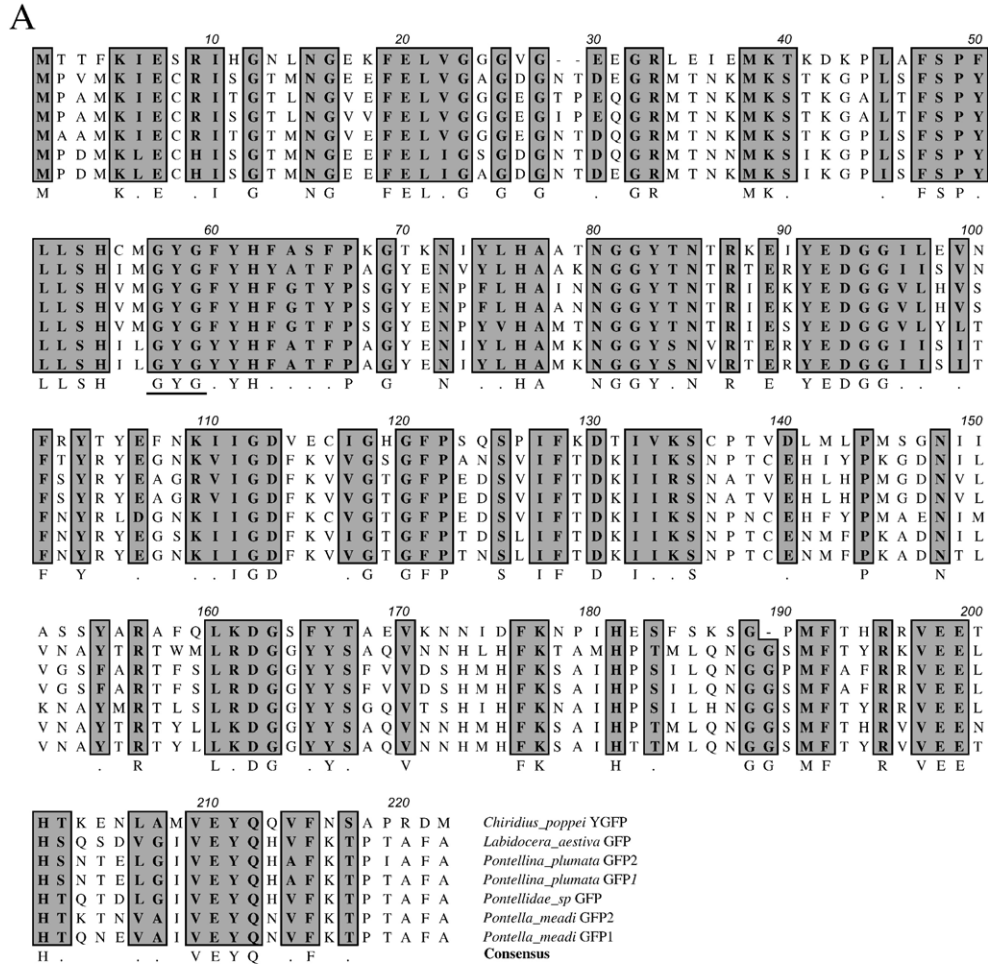 A
10 20 30 40 50
M T T F K I E S R I H G N L N G E K F E L V G G G V G - - E E G R L E I E M K T K D K P L A F S P F
M P V M K I E C R I S G T M N G E E F E L V G A G D G N T D E G R M T N K M K S T K G P L S F S P Y
M P A M K I E C R I T G T L N G V E F E L V G G G E G T P E Q G R M T N K M K S T K G A L T F S P Y
M P A M K I E C R I S G T L N G V V F E L V G G G E G I P E Q G R M T N K M K S T K G A L T F S P Y
M A A M K I E C R I T G T M N G V E F E L V G G G E G N T D Q G R M T N K M K S T K G P L S F S P Y
M P D M K L E C H I S G T M N G E E F E L I G S G D G N T D Q G R M T N N M K S I K G P L S F S P Y
M P D M K L E C H I S G T M N G E E F E L I G A G D G N T D Q G R M T N N M K S I K G P I S F S P Y
M K . E . I G N G F E L . G G G . G R M K . . F S P .
60 70 80 90 100
L L S H C M G Y G F Y H F A S F P K G T K N I Y L H A A T N G G Y T N T R K E I Y E D G G I L E V N
L L S H I M G Y G F Y H Y A T F P A G Y E N V Y L H A A K N G G Y T N T R T E R Y E D G G I I S V N
L L S H V M G Y G F Y H F G T Y P S G Y E N P F L H A I N N G G Y T N T R I E K Y E D G G V L H V S
L L S H V M G Y G F Y H F G T Y P S G Y E N P F L H A A N N G G Y T N T R I E K Y E D G G V L H V S
L L S H V M G Y G F Y H F G T F P S G Y E N P Y V H A M T N G G Y T N T R I E S Y E D G G V L Y L T
L L S H I L G Y G Y Y H F A T F P A G Y E N I Y L H A M K N G G Y S N V R T E R Y E D G G I I S I T
L L S H I L G Y G Y Y H F A T F P A G Y E N I Y L H A M K N G G Y S N T R T E R Y E D G G I I S I T
L L S H G Y G . Y H . . . . P G N . . H A N G G Y . N R E Y E D G G . . .
110 120 130 140 150
F R Y T Y E F N K I I G D V E C I G H G F P S Q S P I F K D T I V K S C P T V D L M L P M S G N I I
F T Y R Y E G N K V I G D F K V V G S G F P A N S V I F T D K I I K S N P T C E H I Y P K G D N I L
F S Y R Y E A G R V I G D F K V V G T G F P E D S V I F T D K I I R S N A T V E H L H P M G D N V L
F S Y R Y E A G R V I G D F K V V G T G F P E D S V I F T D K I I R S N A T V E H L H P M G D N V L
F N Y R L D G N K I I G D F K C V G T G F P E D S V I F T D K I I K S N P N C E H F Y P M A E N I M
F N Y R Y E G S K I I G D F K V I G T G F P T D S L I F T D K I I K S N P T C E N M F P K A D N I L
F N Y R Y E G N K I I G D F K V V G T G F P T N S L I F T D K I I K S N P T C E N M F P K A D N T L
F Y . . . I G D . G G F P S I F D I . . S . P N
160 170 180 190 200
A S S Y A R A F Q L K D G S F Y T A E V K N N I D F K N P I H E S F S K S G - P M F T H R R V E E T
V N A Y T R T W M L R D G G Y Y S A Q V N N H L H F K T A M H P T M L Q N G G S M F T Y R K V E E L
V G S F A R T F S L R D G G Y Y S F V V D S H M H F K S A I H P S I L Q N G G P M F A F R R V E E L
V G S F A R T F S L R D G G Y Y S F V V D S H M H F K S A I H P S I L Q N G G S M F A F R R V E E L
K N A Y M R T L S L R D G G Y Y S G Q V T S H I H F K S A I H P S I L H N G G S M F T Y R R V E E L
V N A Y T R T Y L L K D G G Y Y S A Q V N N H M H F K S A I H P T M L Q N G G S M F T H R V V E E N
V N A Y T R T Y L L K D G G Y Y S A Q V N N H M H F K S A I H T T M L Q N G G S M F T Y R V V E E T
. R L . D G . Y . V F K H . G G M F R V E E
210 220
H T K E N L A M V E Y Q Q V F N S A P R D M Chiridius_poppei YGFP
H S Q S D V G I V E Y Q H V F K T P T A F A Labidocera_aestiva GFP
H S N T E L G I V E Y Q H A F K T P I A F A Pontellina_plumata GFP2
H S N T E L G I V E Y Q H A F K T P T A F A Pontellina_plumata GFP1
H T Q T D L G I V E Y Q H V F K T P T A F A Pontellidae_sp GFP
H T K T N V A I V E Y Q N V F K T P T A F A Pontella_meadi GFP2
H T Q N E V A I V E Y Q N V F K T P T A F A Pontella_meadi GFP1
H . . . V E Y Q . F . Consensus